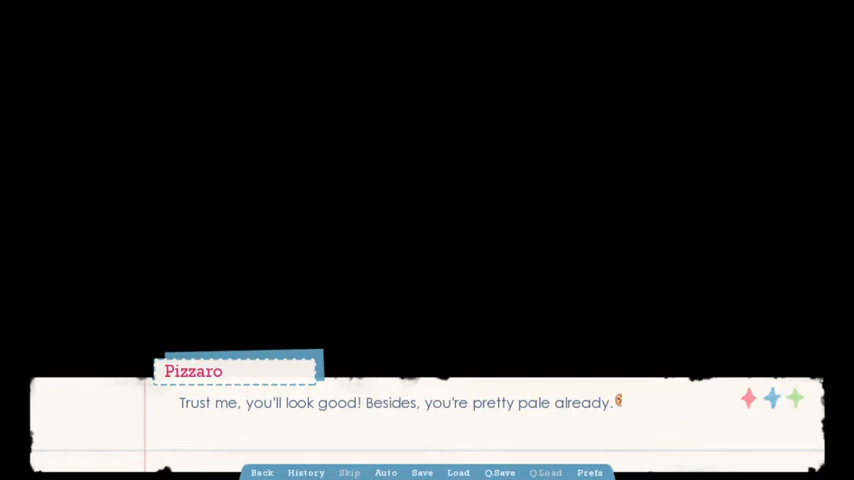 Pizzaro
Trust me, you'll look good! Besides, you're pretty pale already.
Back History Skip Auto Save Load Q.Save Q.Load Prefs